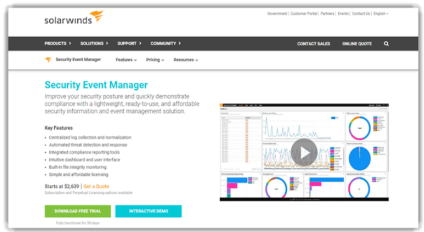 solarwinds
Government | Customer Portal | Partners | Events | Contact Us | English
PRODUCTS SOLUTIONS SUPPORT COMMUNITY CONTACT SALES ONLINE QUOTE
Security Event Manager Features Pricing Resources
Security Event Manager
Improve your security posture and quickly demonstrate
compliance with a lightweight, ready-to-use, and affordable
security information and event management solution.
Key Features
• Centralized log collection and normalization
• Automated threat detection and response
• Integrated compliance reporting tools
• Intuitive dashboard and user interface
• Built-in file integrity monitoring
• Simple and affordable licensing
Starts at $2,639 | Get a Quote
Subscription and Perpetual Licensing options available
DOWNLOAD FREE TRIAL INTERACTIVE DEMO
Fully functional for 30 days